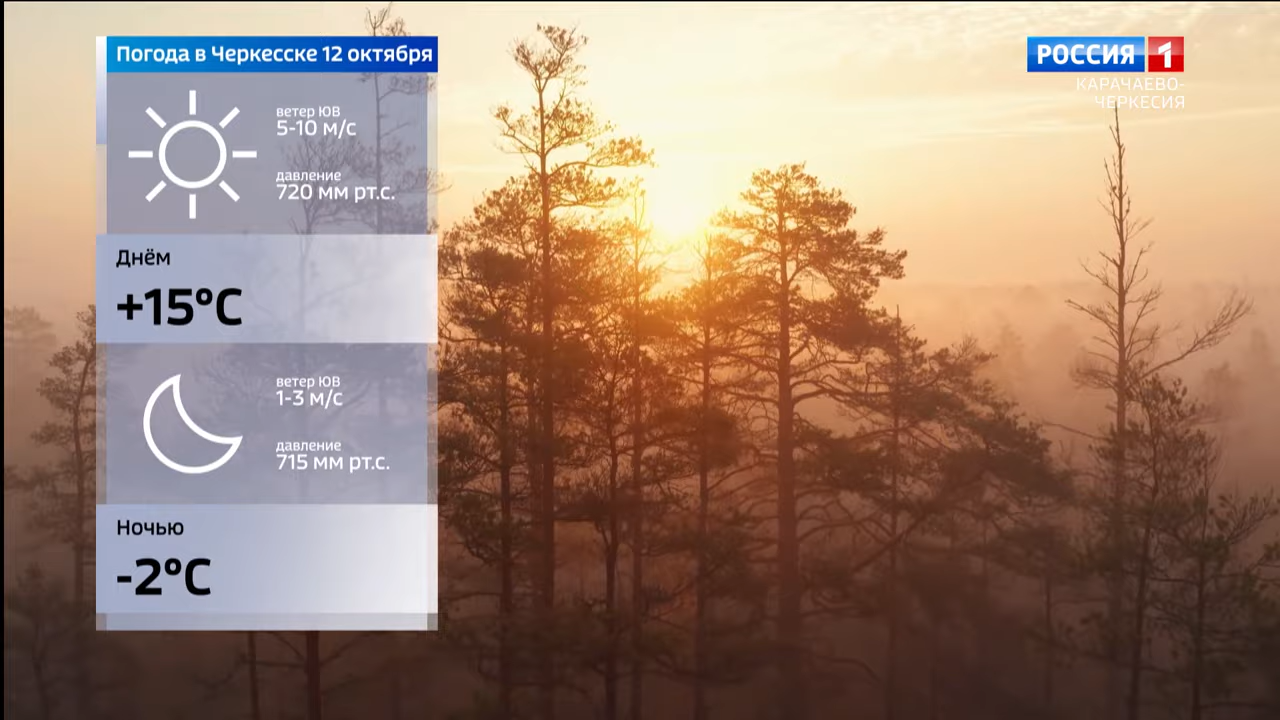 Погода в Черкесске 12 октября
ветер ЮВ
5-10 м/с
давление
720 мм рт.с.
Днём
+15°C
ветер ЮВ
1-3 м/с
давление
715 мм рт.с.
Ночью
-2°C
РОССИЯ 1
КАРАЧАЕВО-
ЧЕРКЕСИЯ